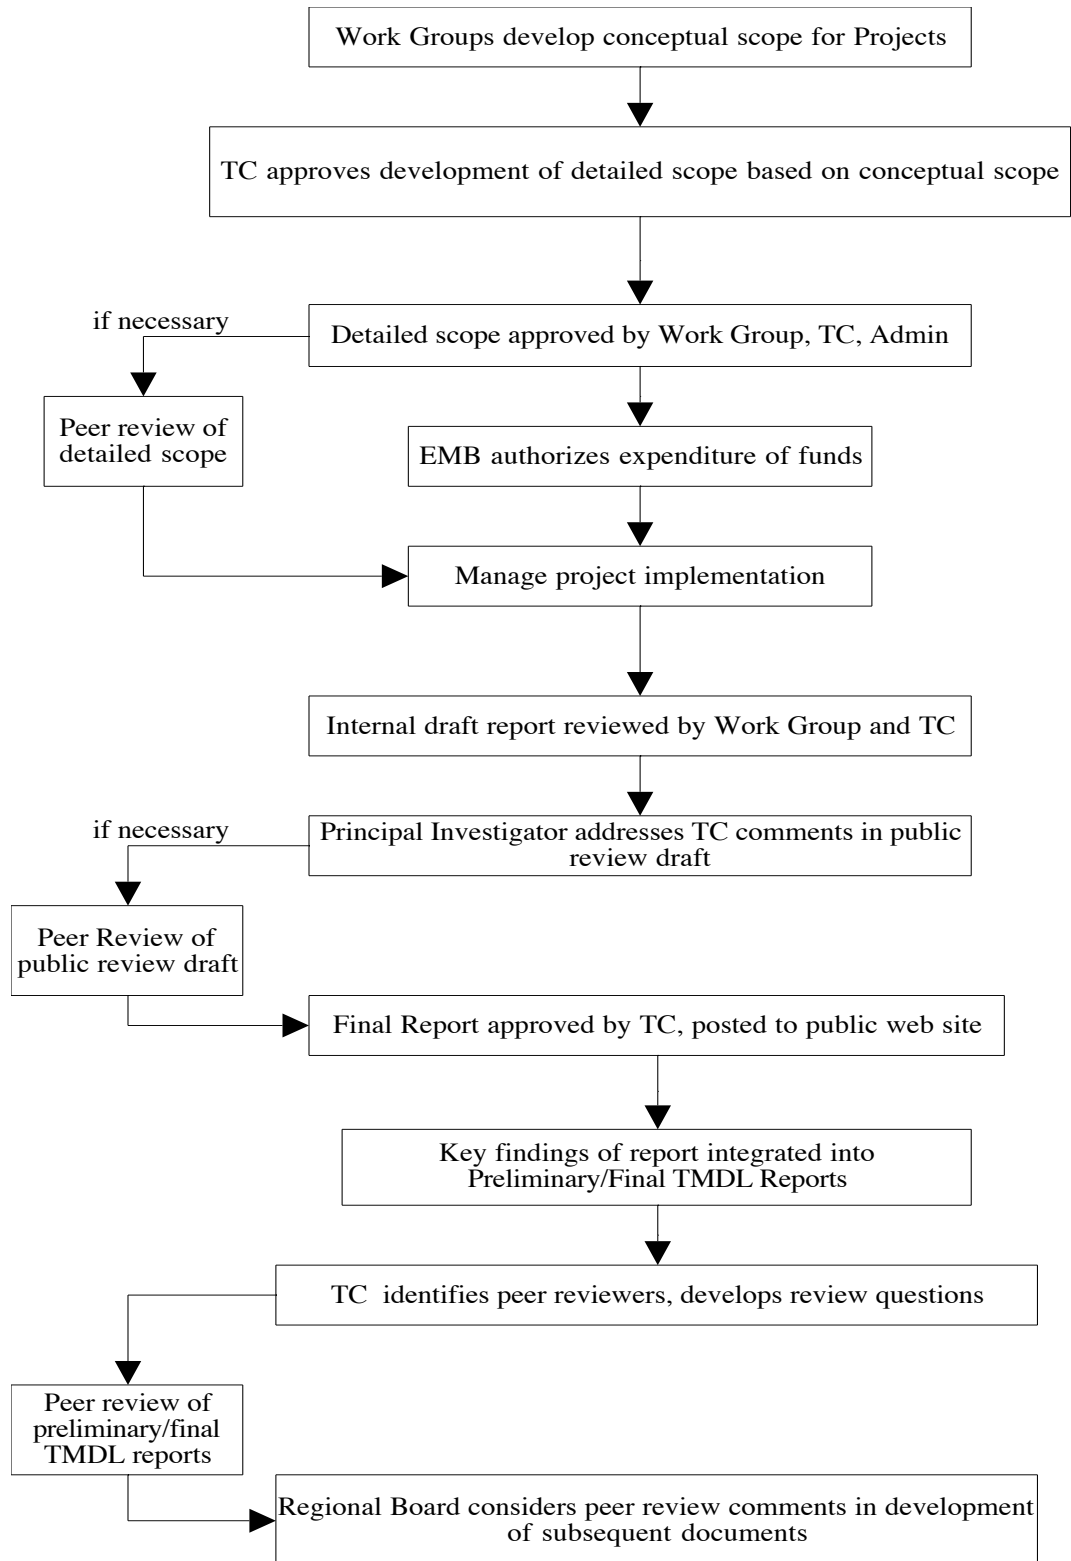 Work Groups develop conceptual scope for Projects
TC approves development of detailed scope based on conceptual scope
if necessary
Detailed scope approved by Work Group, TC, Admin
Peer review of
detailed scope
EMB authorizes expenditure of funds
Manage project implementation
Internal draft report reviewed by Work Group and TC
if necessary
Principal Investigator addresses TC comments in public
review draft
Peer Review of
public review draft
Final Report approved by TC, posted to public web site
Key findings of report integrated into
Preliminary/Final TMDL Reports
TC identifies peer reviewers, develops review questions
Peer review of
preliminary/final
TMDL reports
Regional Board considers peer review comments in development
of subsequent documents